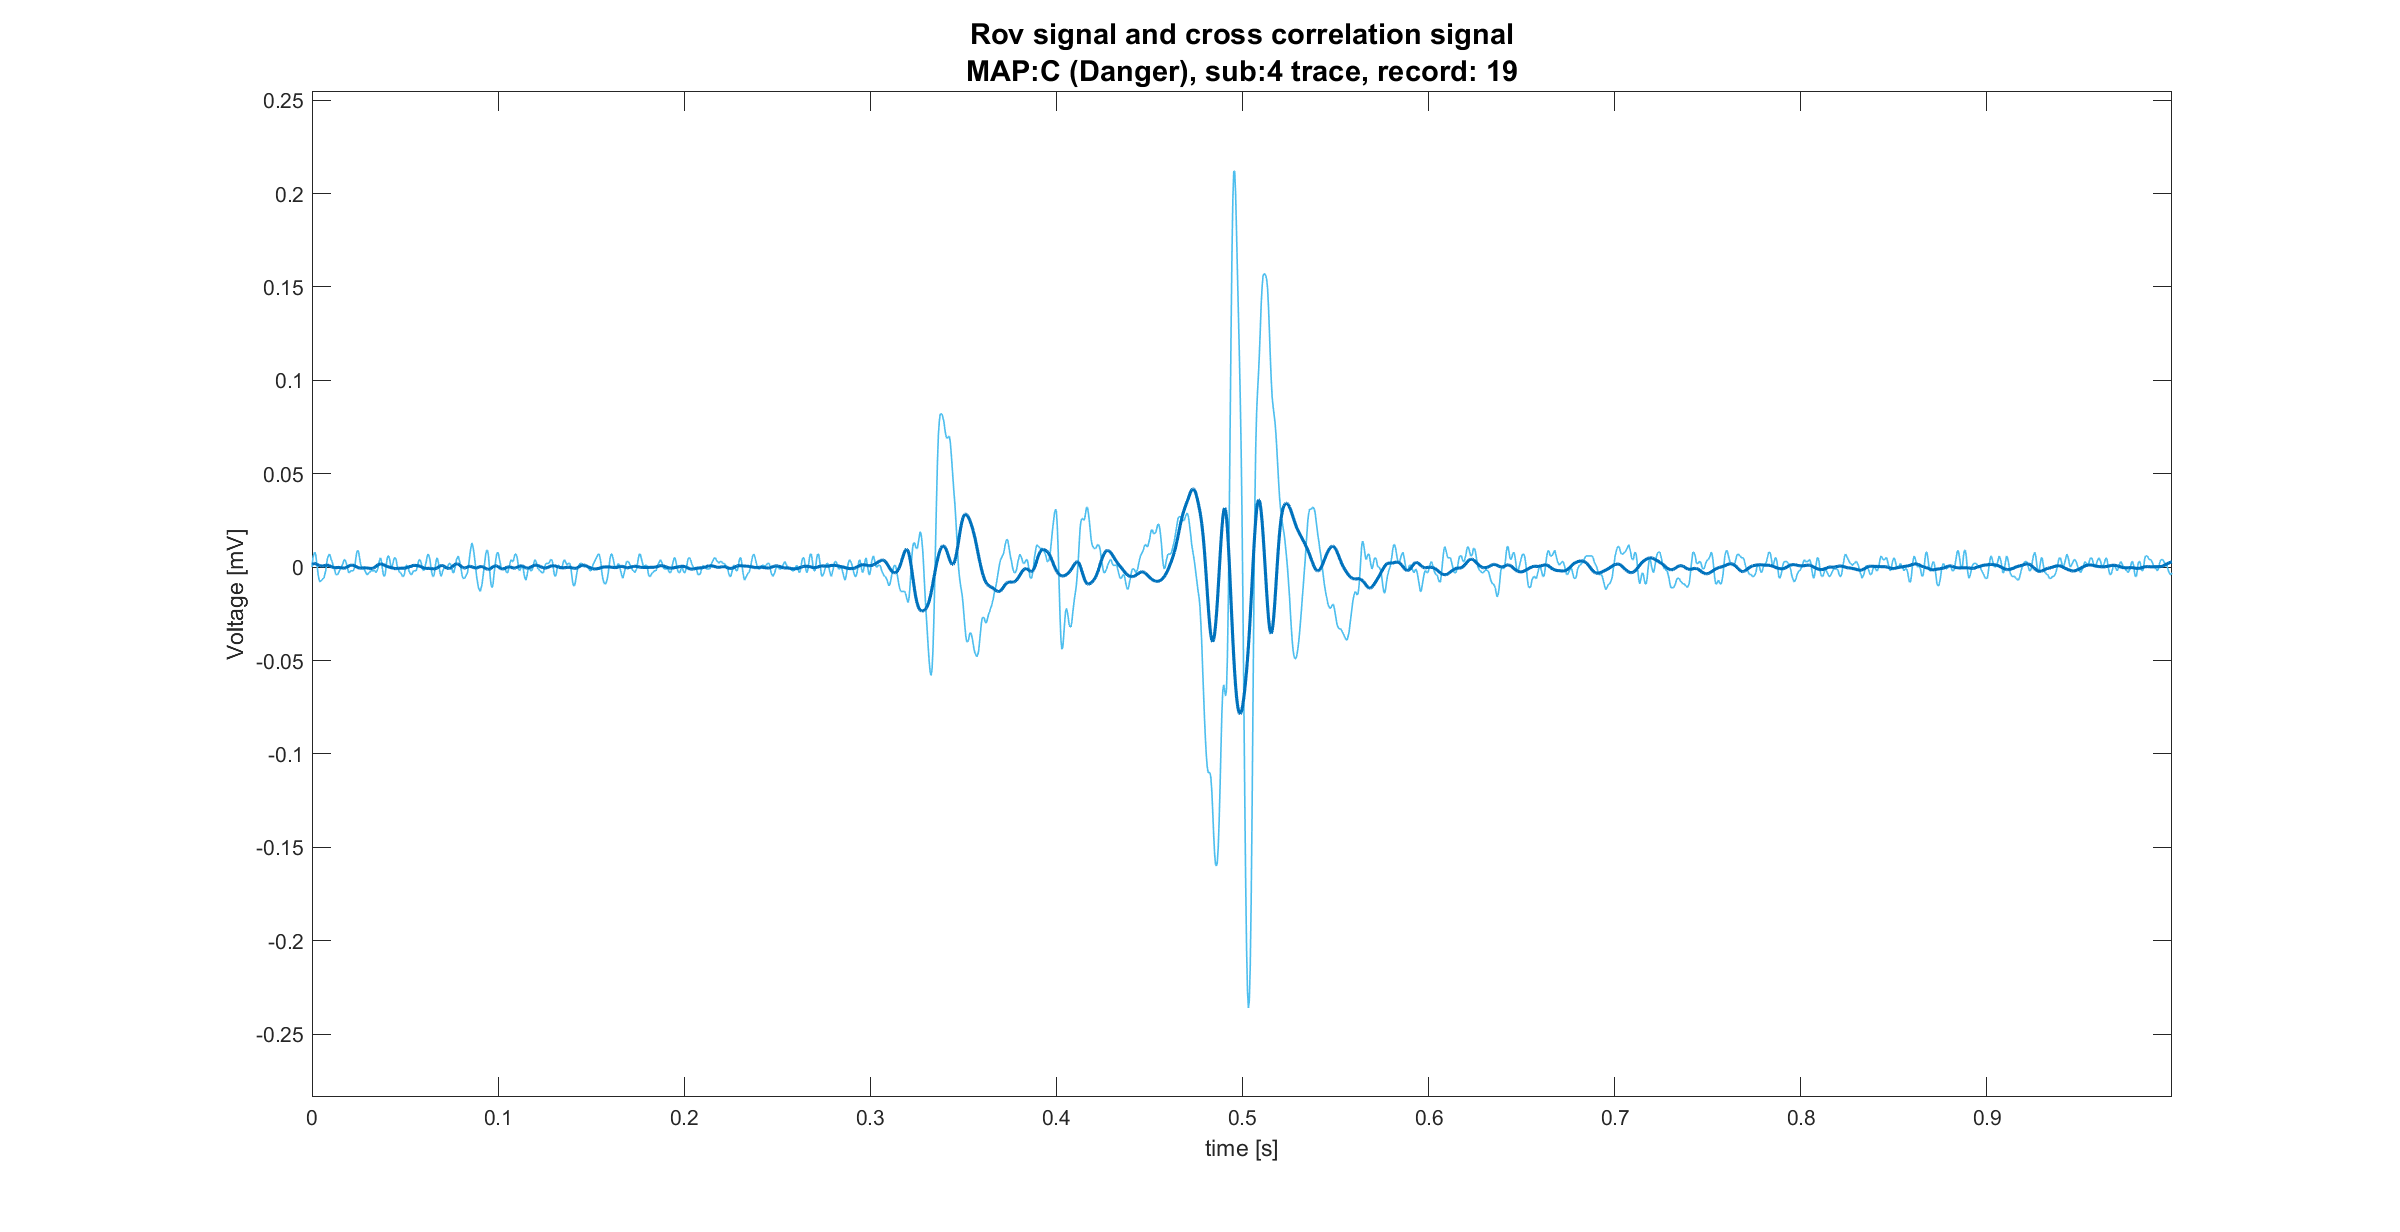 Rov signal and cross correlation signal
MAP:C (Danger), sub:4 trace, record: 19
0.25
0.2
0.15
0.1
0.05
0
-0.05
-0.1
-0.15
-0.2
-0.25
Voltage [mV]
0 0.1 0.2 0.3 0.4 0.5 0.6 0.7 0.8 0.9
time [s]